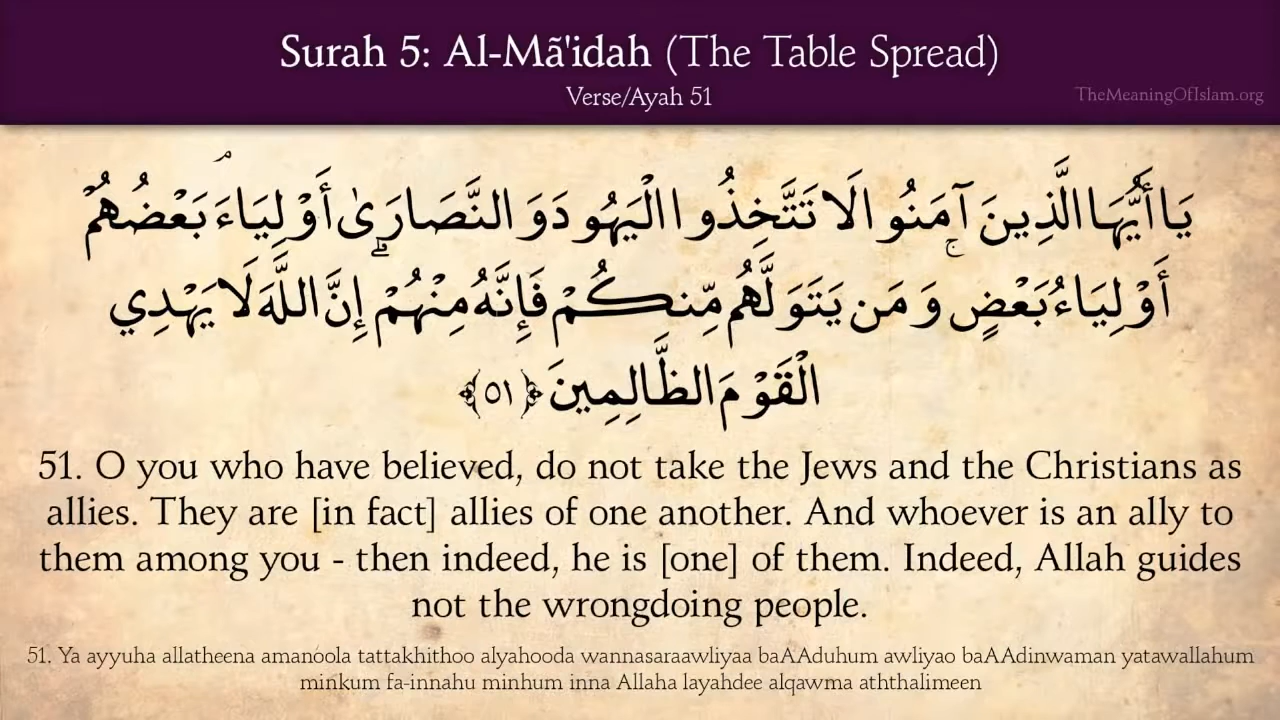 Surah 5: Al-Mã'idah (The Table Spread)
Verse/Ayah 51
TheMeaningOfIslam.org
يَا أَيُّهَا الَّذِينَ آمَنُوا لَا تَتَّخِذُوا الْيَهُودَ وَالنَّصَارَىٰ أَوْلِيَاءَ ۘ بَعْضُهُمْ
أَوْلِيَاءُ بَعْضٍ ۚ وَمَن يَتَوَلَّهُم مِّنكُمْ فَإِنَّهُ مِنْهُمْ ۗ إِنَّ اللَّهَ لَا يَهْدِي
الْقَوْمَ الظَّالِمِينَ ﴿٥١﴾
51. O you who have believed, do not take the Jews and the Christians as
allies. They are [in fact] allies of one another. And whoever is an ally to
them among you - then indeed, he is [one] of them. Indeed, Allah guides
not the wrongdoing people.
51. Ya ayyuha allatheena amanoola tattakhithoo alyahooda wannasaraawliyaa baAAduhum awliyao baAAdinwaman yatawallahum
minkum fa-innahu minhum inna Allaha layahdee alqawma aththalimeen